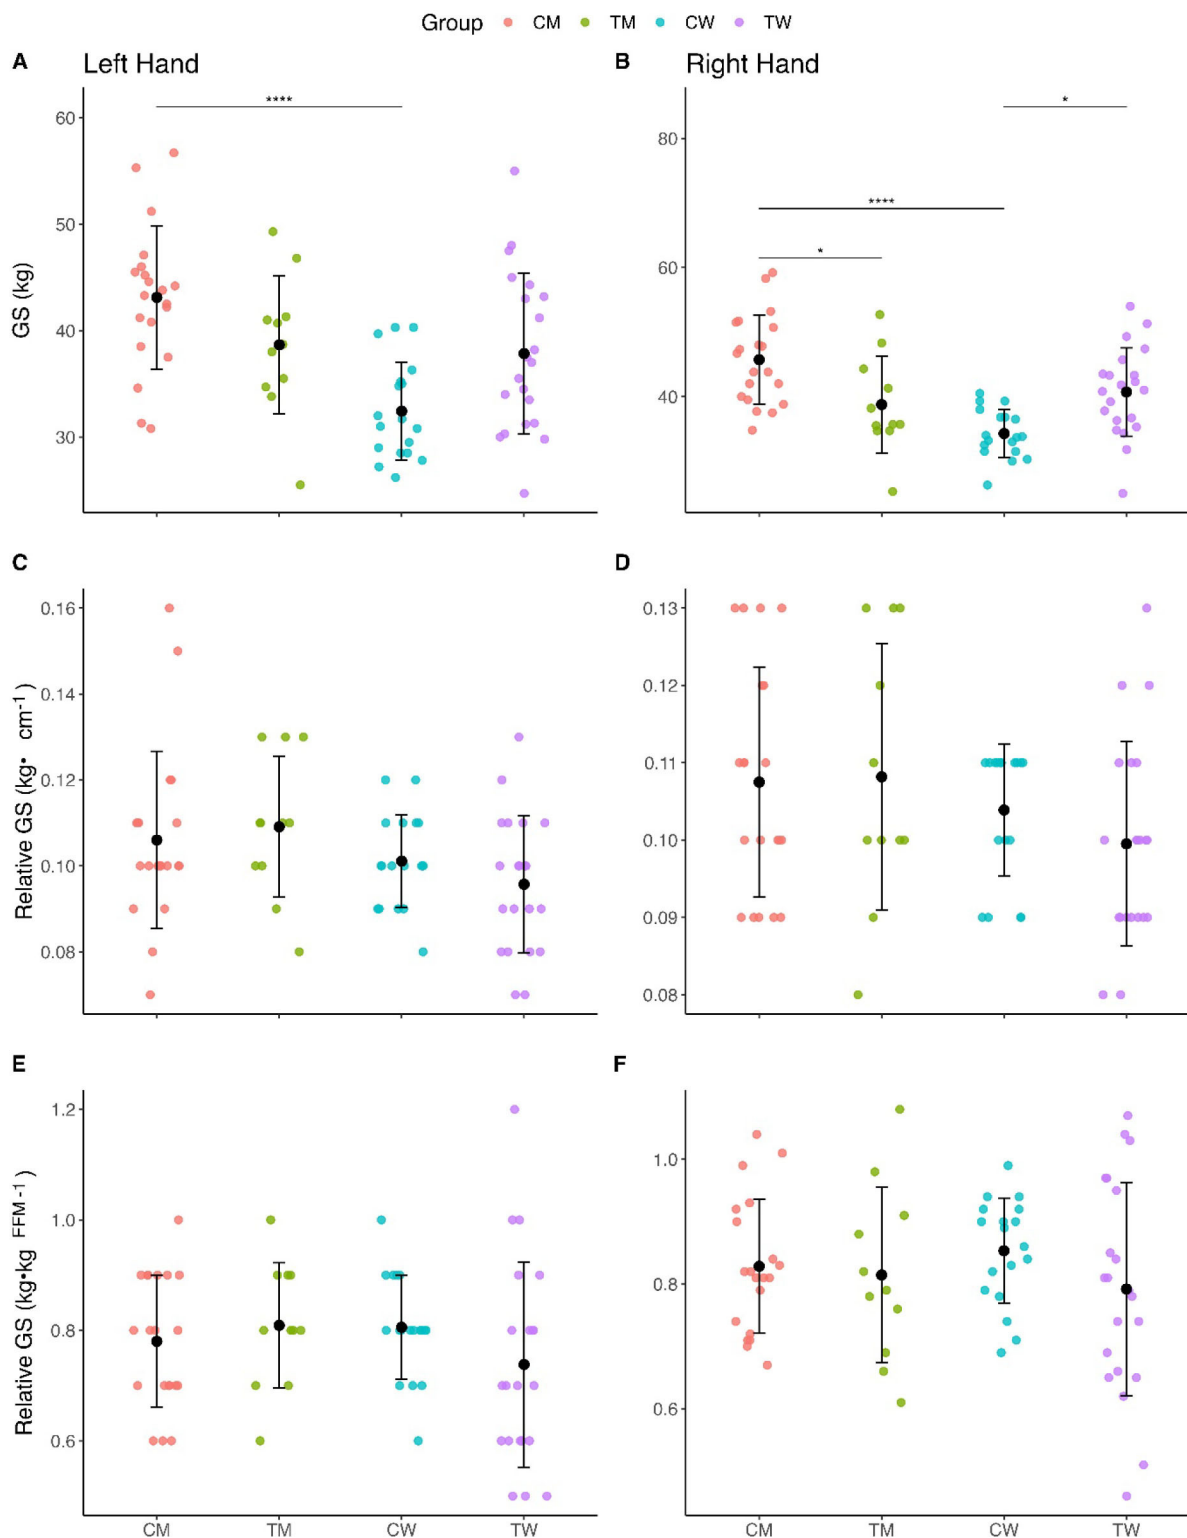 Group CM TM CW TW
A Left Hand
B Right Hand
****
*
****
*
60
50
40
30
GS (kg)
80
60
40
C
D
0.16
0.14
0.12
0.10
0.08
Relative GS (kg• cm-1)
0.13
0.12
0.11
0.10
0.09
0.08
E
F
1.2
1.0
0.8
0.6
Relative GS (kg•kg FFM -1 )
1.0
0.8
0.6
CM TM CW TW
CM TM CW TW